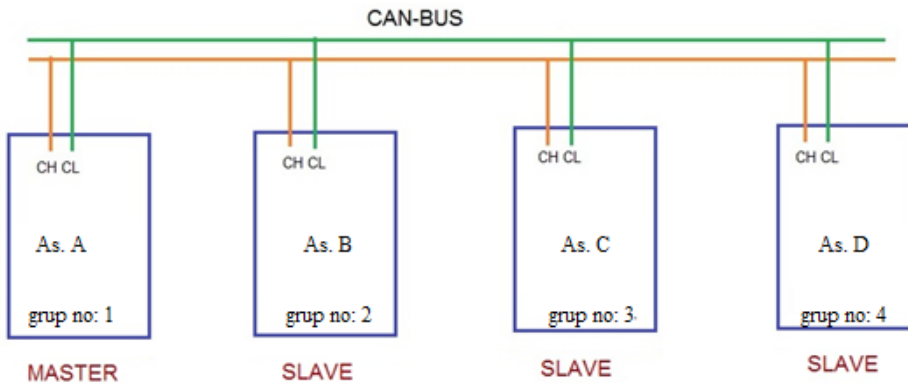 CAN-BUS
CH CL
CH CL
CH CL
CH CL
As. A
As. B
As. C
As. D
grup no: 1
grup no: 2
grup no: 3
grup no: 4
MASTER
SLAVE
SLAVE
SLAVE